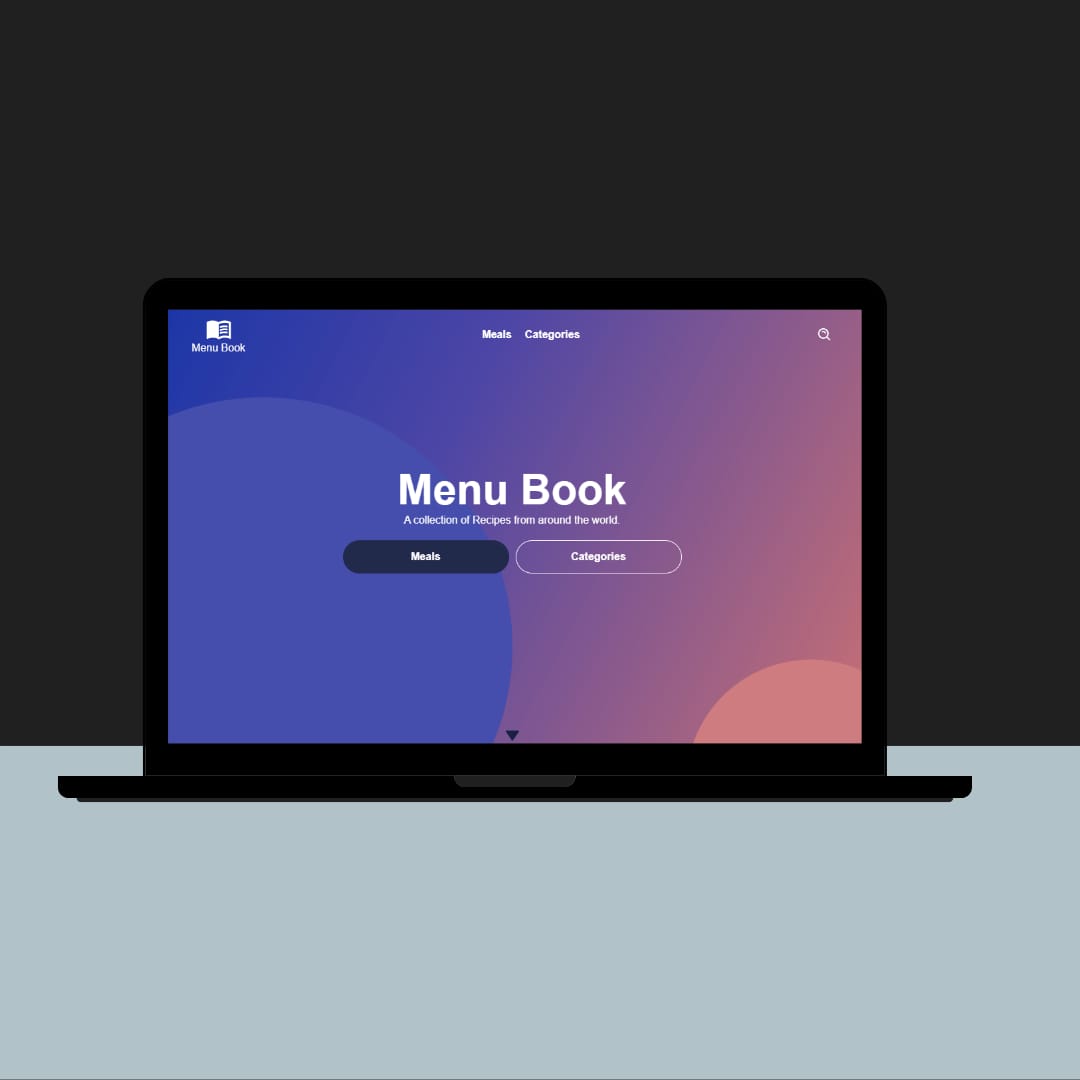 Menu Book
Meals Categories
Menu Book
A collection of Recipes from around the world.
Meals
Categories